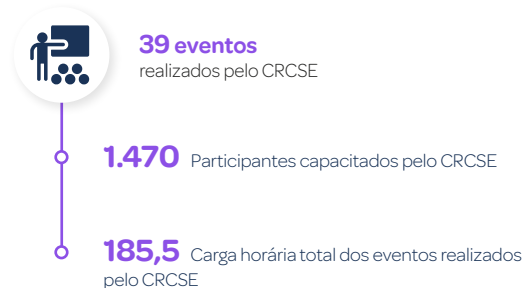 39 eventos
realizados pelo CRCSE
1.470 Participantes capacitados pelo CRCSE
185,5 Carga horária total dos eventos realizados
pelo CRCSE